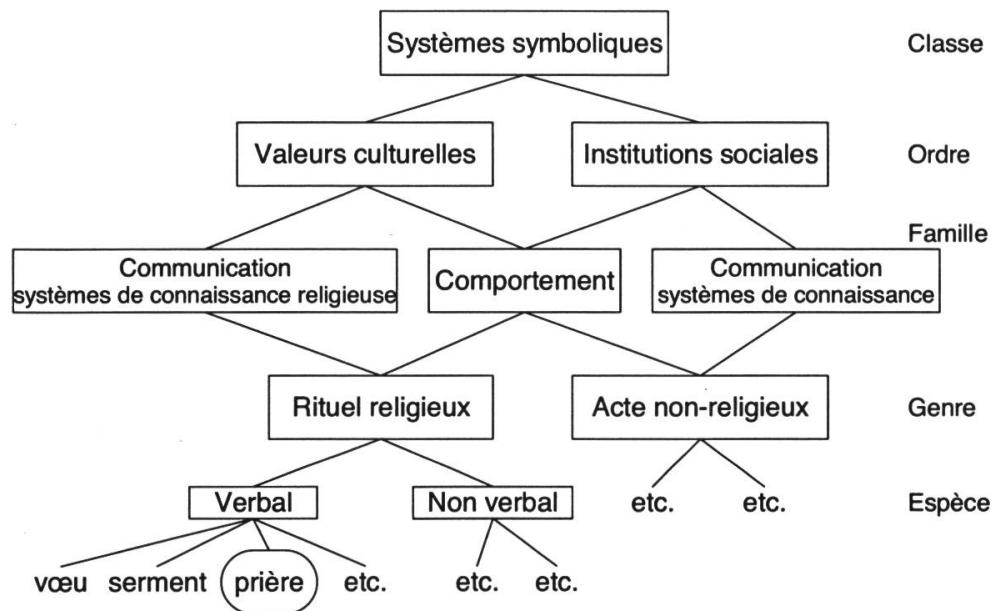 Systèmes symboliques
Classe
Valeurs culturelles
Institutions sociales
Ordre
Famille
Communication
systèmes de connaissance religieuse
Comportement
Communication
systèmes de connaissance
Rituel religieux
Acte non-religieux
Genre
Verbal
Non verbal
etc.
etc.
Espèce
vœu
serment
prière
etc.
etc.
etc.